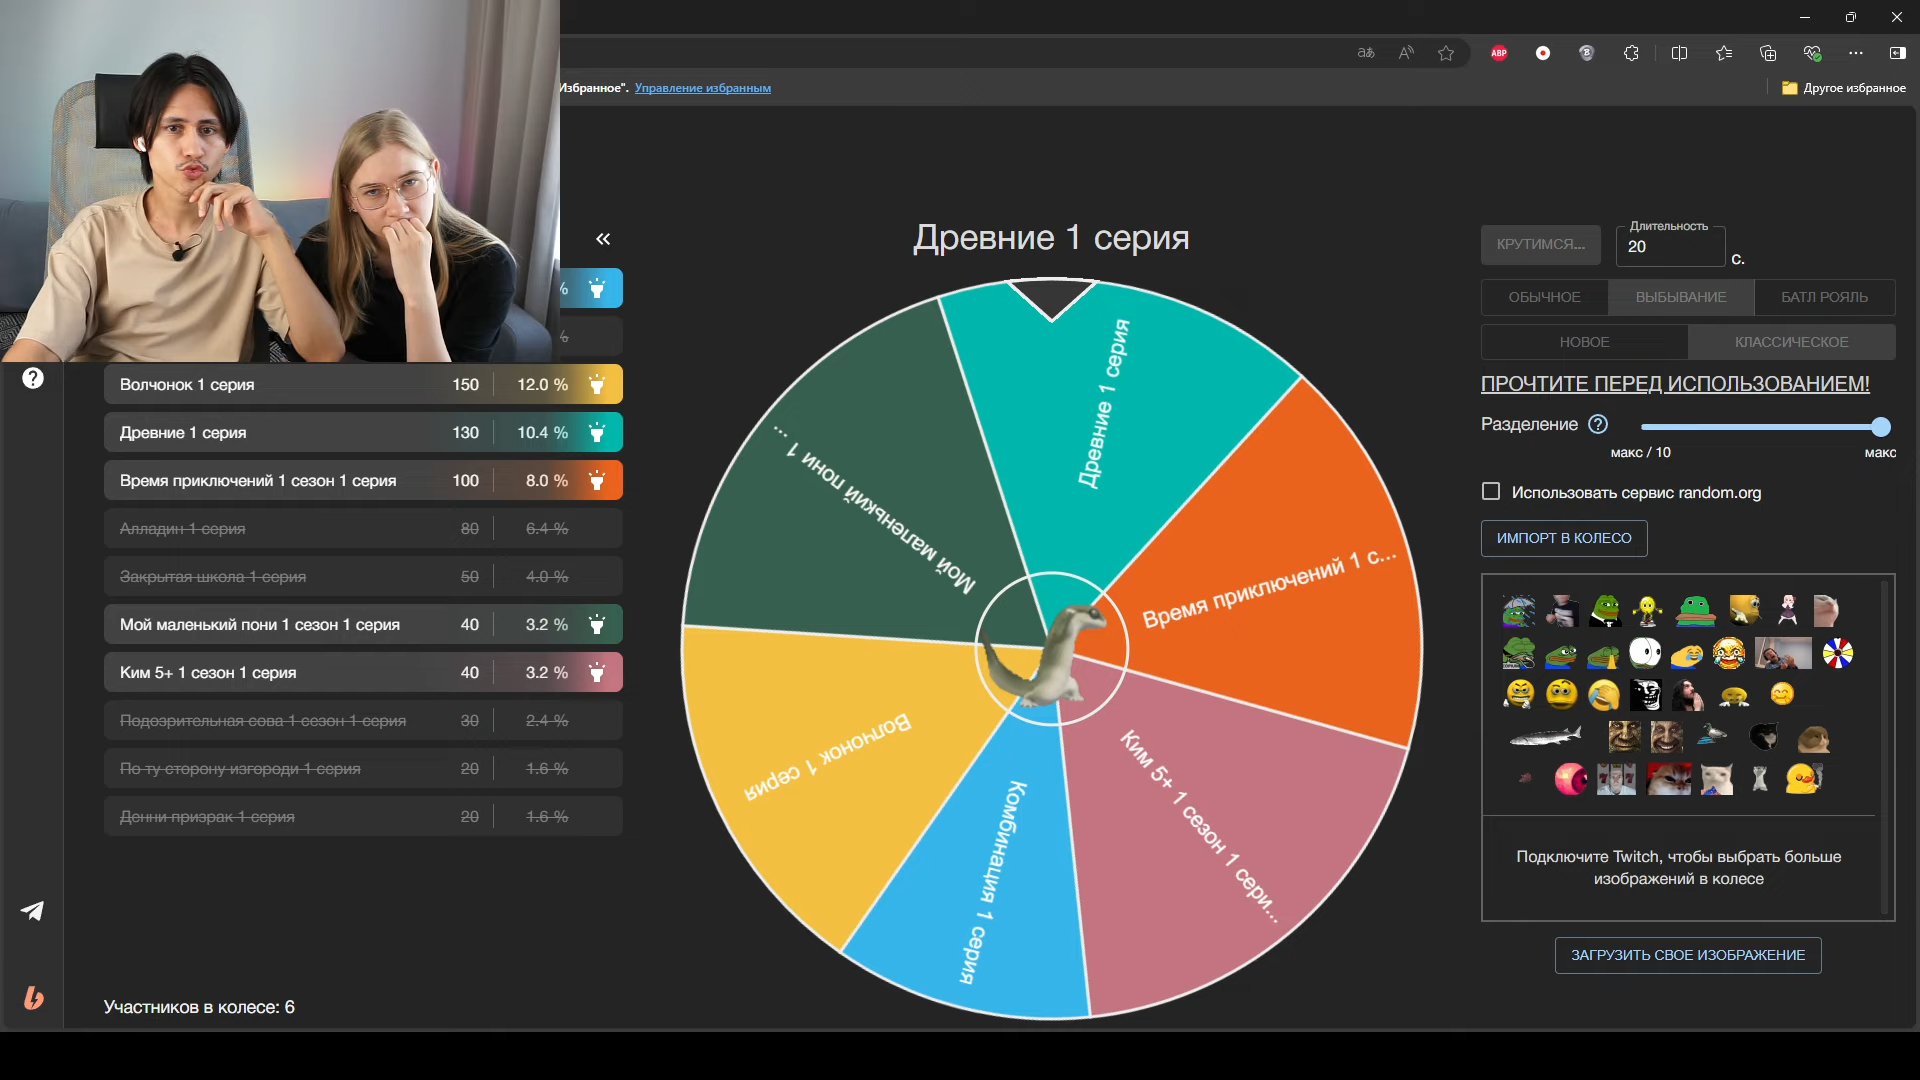 ABP
Избранное". Управление избранным
Другое избранное
Древние 1 серия
КРУТИМСЯ...
Длительность
20
с.
ОБЫЧНОЕ
ВЫБЫВАНИЕ
БАТЛ РОЯЛЬ
НОВОЕ
КЛАССИЧЕСКОЕ
ПРОЧТИТЕ ПЕРЕД ИСПОЛЬЗОВАНИЕМ!
Разделение
макс / 10
макс
Использовать сервис random.org
ИМПОРТ В КОЛЕСО
Подключите Twitch, чтобы выбрать больше
изображений в колесе
ЗАГРУЗИТЬ СВОЕ ИЗОБРАЖЕНИЕ
%
%
Волчонок 1 серия 150 12.0 %
Древние 1 серия 130 10.4 %
Время приключений 1 сезон 1 серия 100 8.0 %
Алладин 1 серия 80 6.4 %
Закрытая школа 1 серия 50 4.0 %
Мой маленький пони 1 сезон 1 серия 40 3.2 %
Ким 5+ 1 сезон 1 серия 40 3.2 %
Подозрительная сова 1 сезон 1 серия 30 2.4 %
По ту сторону изгороди 1 серия 20 1.6 %
Денни призрак 1 серия 20 1.6 %
Участников в колесе: 6
Древние 1 серия
Время приключений 1 с...
Ким 5+ 1 сезон 1 сери...
Комбинация 1 серия
Волчонок 1 серия
Мой маленький пони 1 ...